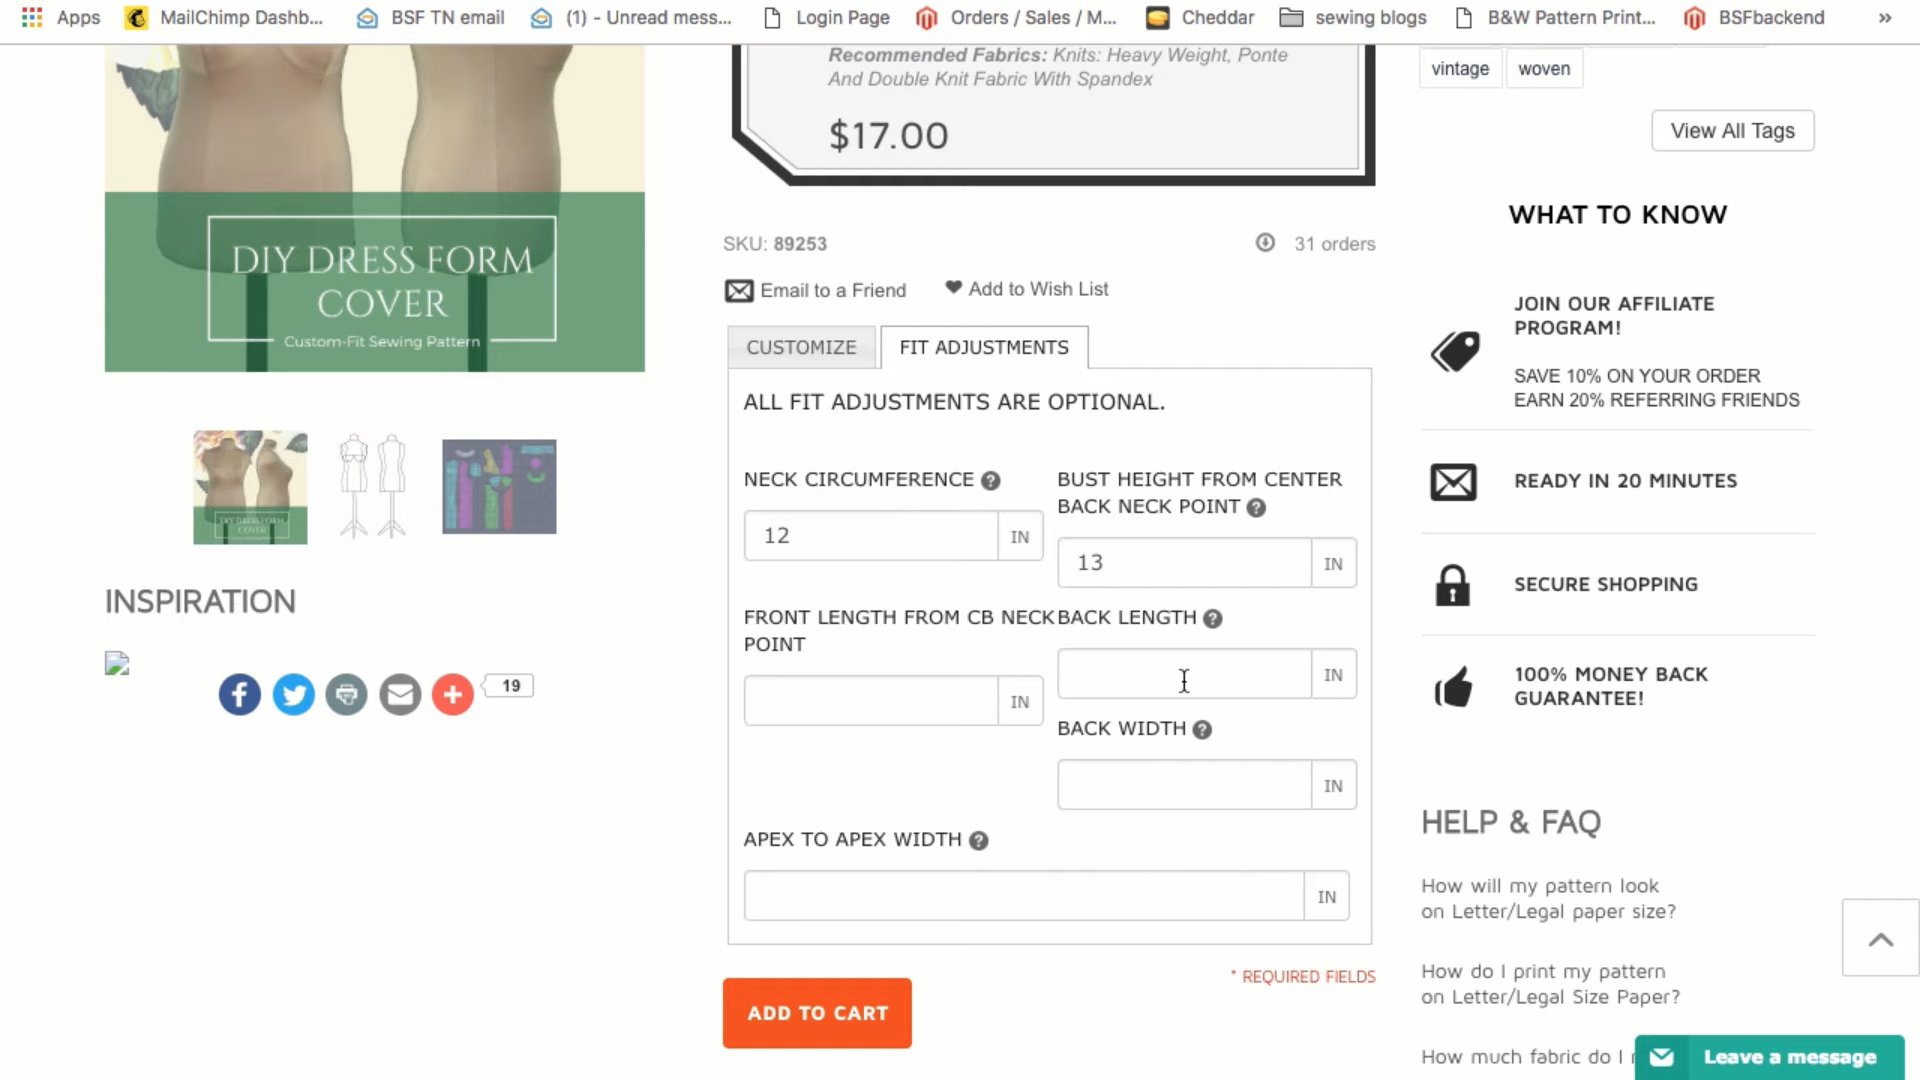 Apps
MailChimp Dashb...
BSF TN email
(1) - Unread mess...
Login Page
Orders / Sales / M...
Cheddar
sewing blogs
B&W Pattern Print...
BSFbackend
»
DIY DRESS FORM
COVER
Custom-Fit Sewing Pattern
INSPIRATION
19
Recommended Fabrics: Knits: Heavy Weight, Ponte
And Double Knit Fabric With Spandex
$17.00
SKU: 89253
31 orders
Email to a Friend
Add to Wish List
CUSTOMIZE
FIT ADJUSTMENTS
ALL FIT ADJUSTMENTS ARE OPTIONAL.
NECK CIRCUMFERENCE ?
12 IN
BUST HEIGHT FROM CENTER
BACK NECK POINT ?
13 IN
FRONT LENGTH FROM CB NECK
POINT
IN
BACK LENGTH ?
IN
BACK WIDTH ?
IN
APEX TO APEX WIDTH ?
IN
* REQUIRED FIELDS
ADD TO CART
vintage
woven
View All Tags
WHAT TO KNOW
JOIN OUR AFFILIATE
PROGRAM!
SAVE 10% ON YOUR ORDER
EARN 20% REFERRING FRIENDS
READY IN 20 MINUTES
SECURE SHOPPING
100% MONEY BACK
GUARANTEE!
HELP & FAQ
How will my pattern look
on Letter/Legal paper size?
How do I print my pattern
on Letter/Legal Size Paper?
How much fabric do I
Leave a message